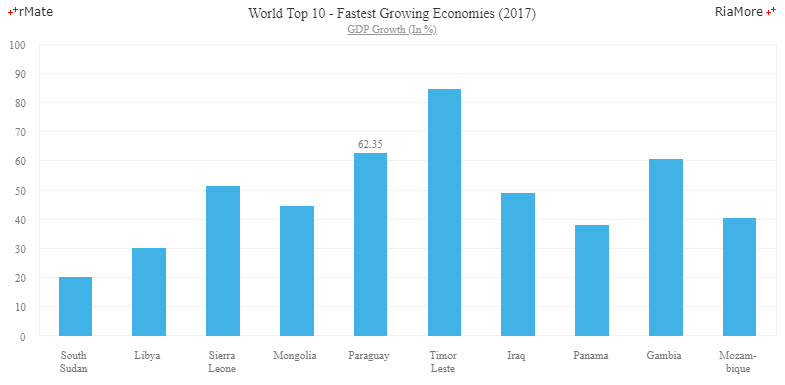 rMate
World Top 10 - Fastest Growing Economies (2017)
RiaMore
GDP Growth (In %)
100
90
80
70
60
50
40
30
20
10
0
62.35
South
Sudan
Libya
Sierra
Leone
Mongolia
Paraguay
Timor
Leste
Iraq
Panama
Gambia
Mozam-
bique